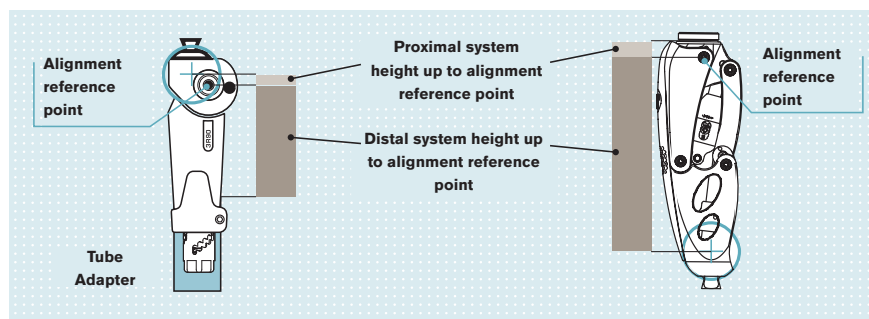 Alignment
reference
point
Proximal system
height up to alignment
reference point
Distal system height up
to alignment reference
point
Alignment
reference
point
3R90
Tube
Adapter